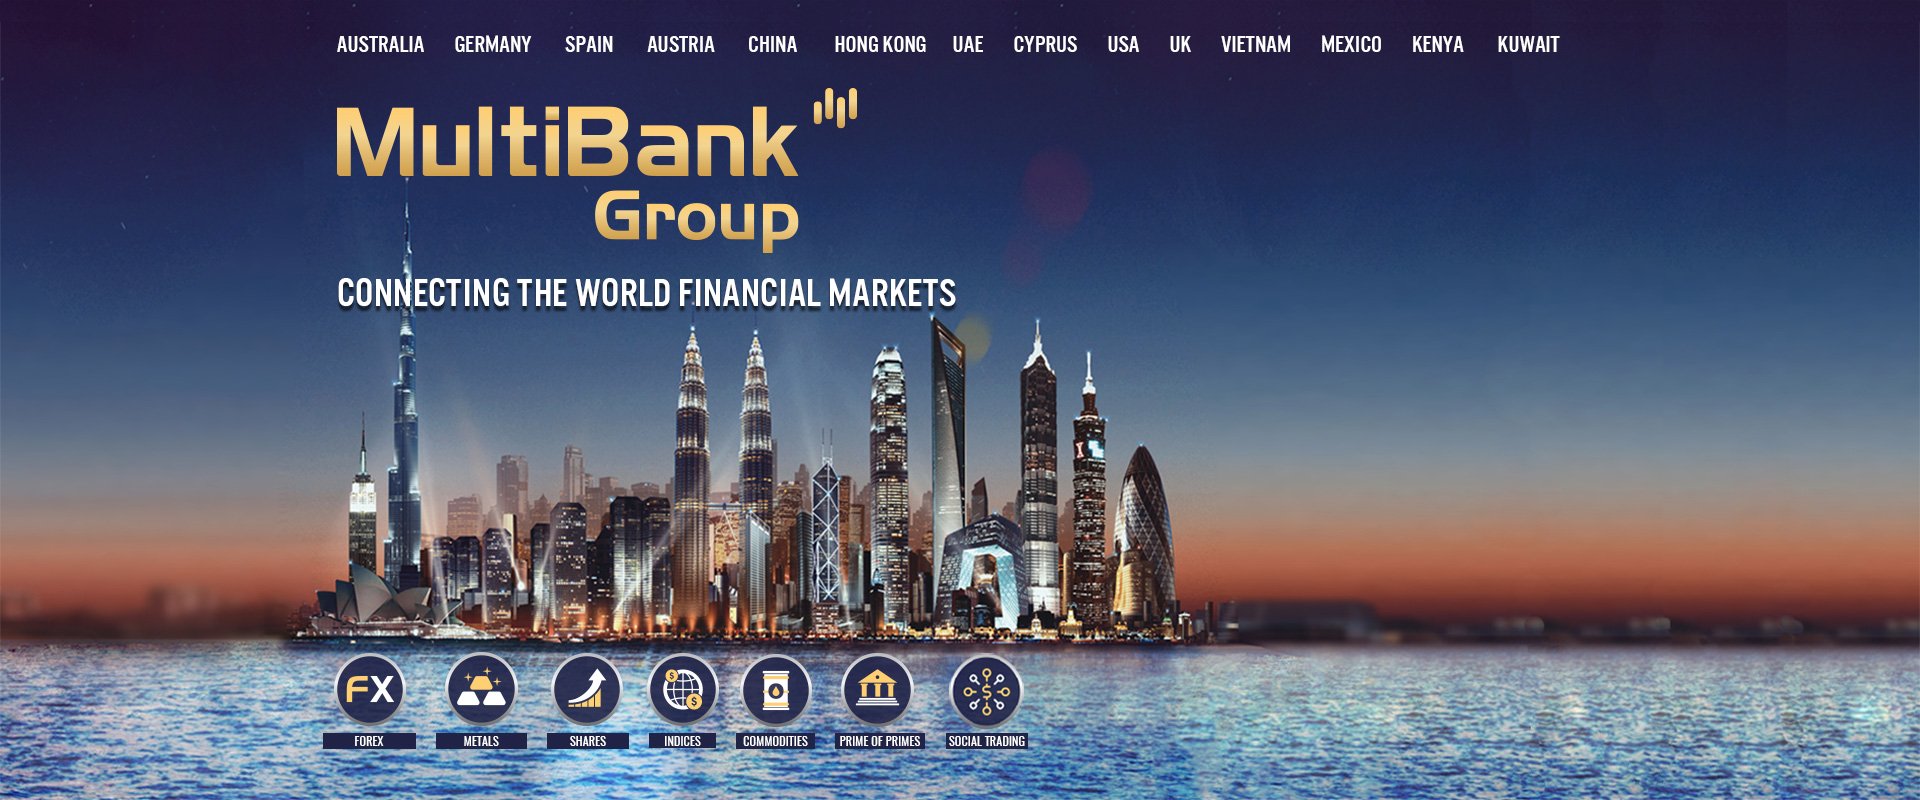 AUSTRALIA GERMANY SPAIN AUSTRIA CHINA HONG KONG UAE CYPRUS USA UK VIETNAM MEXICO KENYA KUWAIT
MultiBank
Group
CONNECTING THE WORLD FINANCIAL MARKETS
FX
FOREX METALS SHARES INDICES COMMODITIES PRIME OF PRIMES SOCIAL TRADING